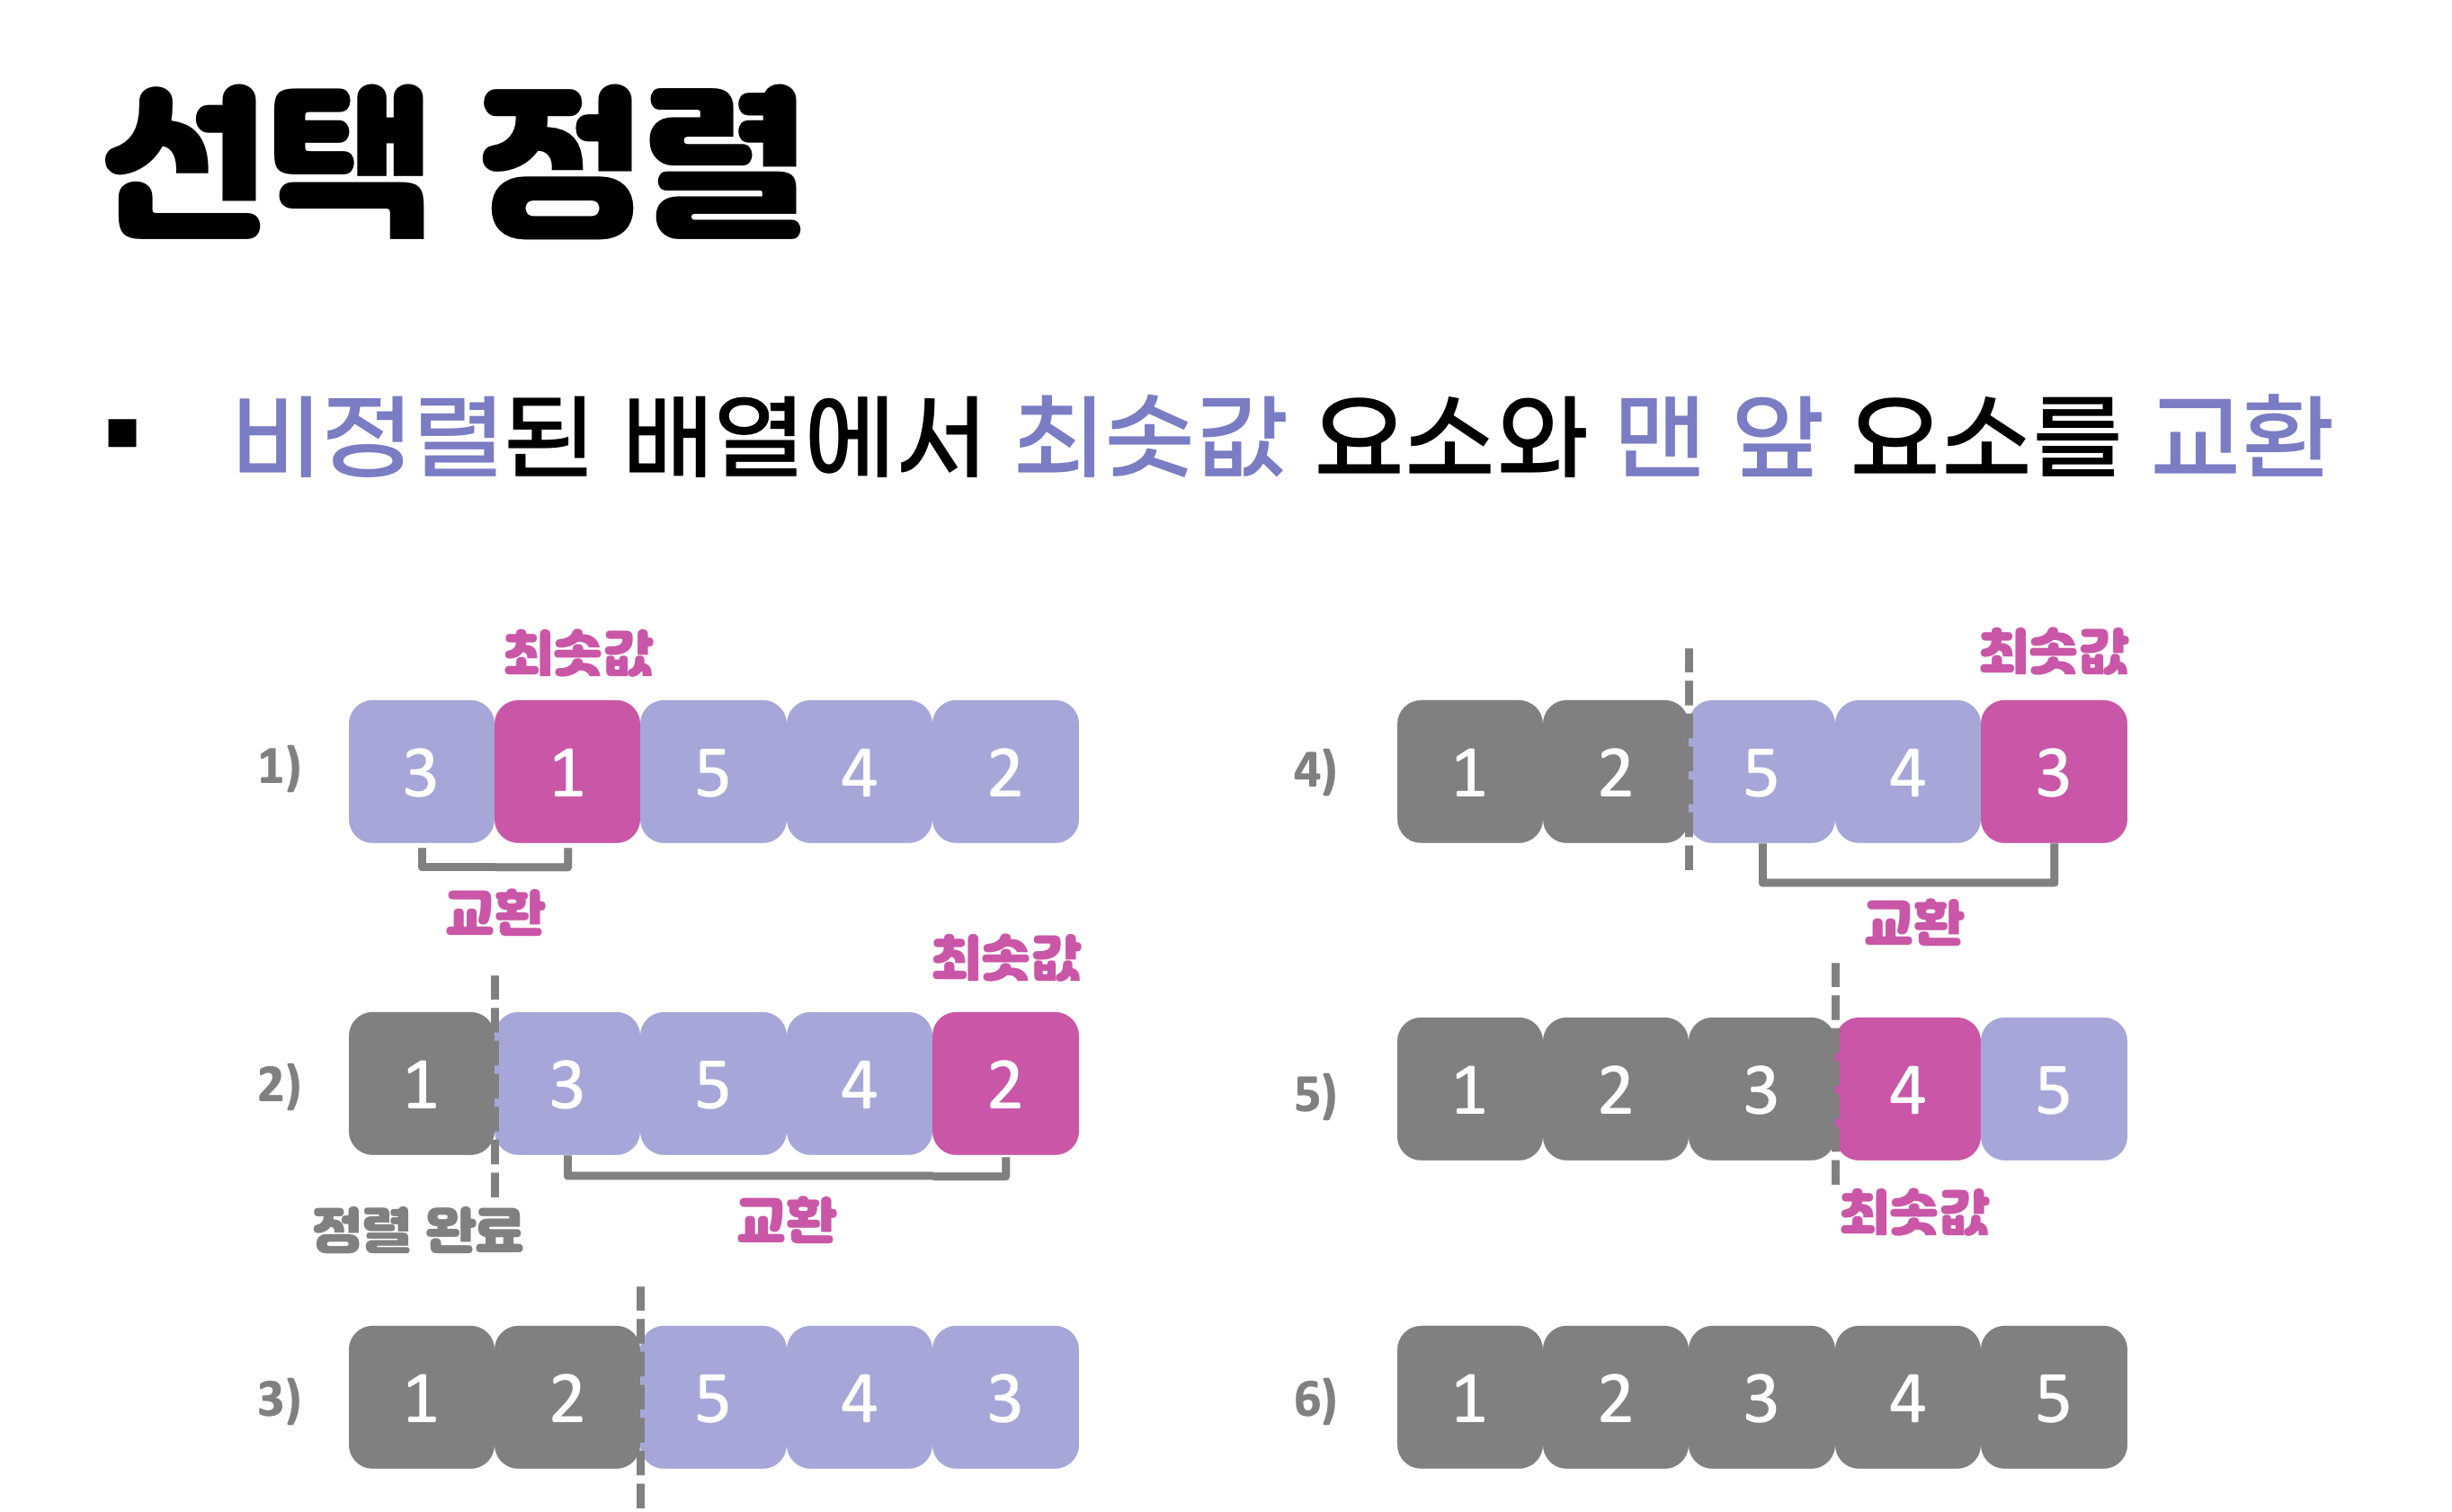 선택 정렬
▪ 비정렬된 배열에서 최솟값 요소와 맨 앞 요소를 교환
최솟값
1) 3 1 5 4 2
교환
최솟값
2) 1 3 5 4 2
정렬 완료 교환
3) 1 2 5 4 3
최솟값
4) 1 2 5 4 3
교환
5) 1 2 3 4 5
최솟값
6) 1 2 3 4 5